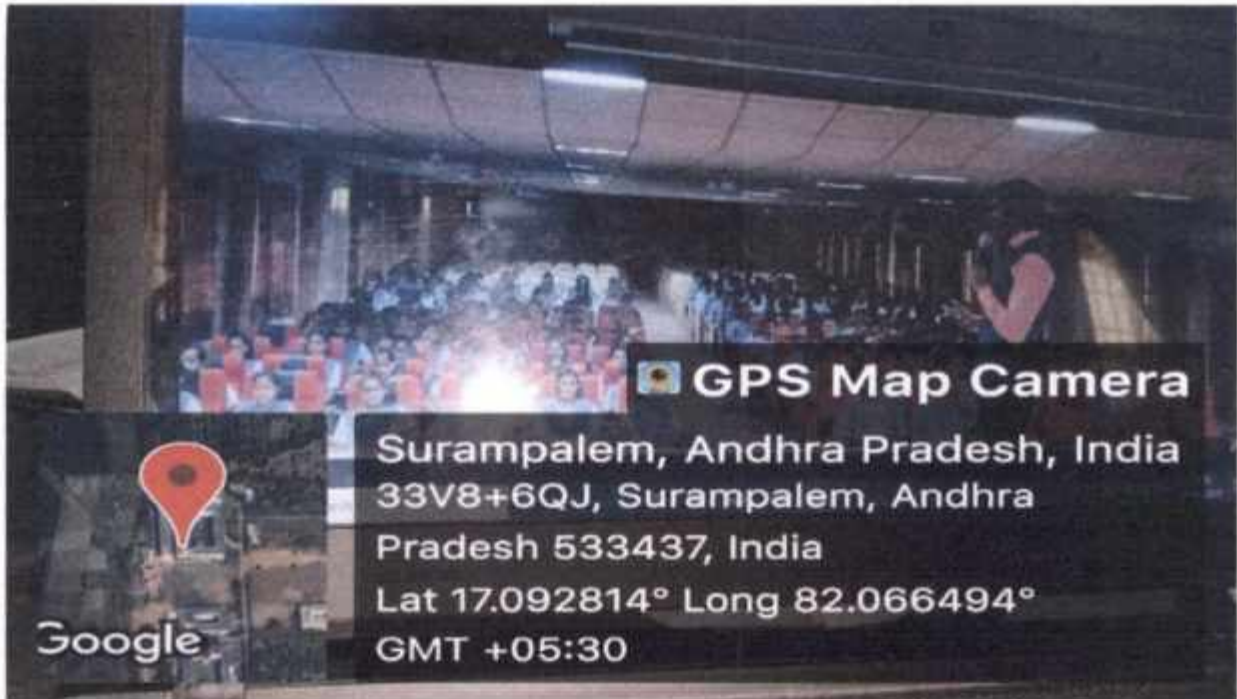 GPS Map Camera
Surampalem, Andhra Pradesh, India
33V8+6QJ, Surampalem, Andhra
Pradesh 533437, India
Lat 17.092814° Long 82.066494°
GMT +05:30
Google